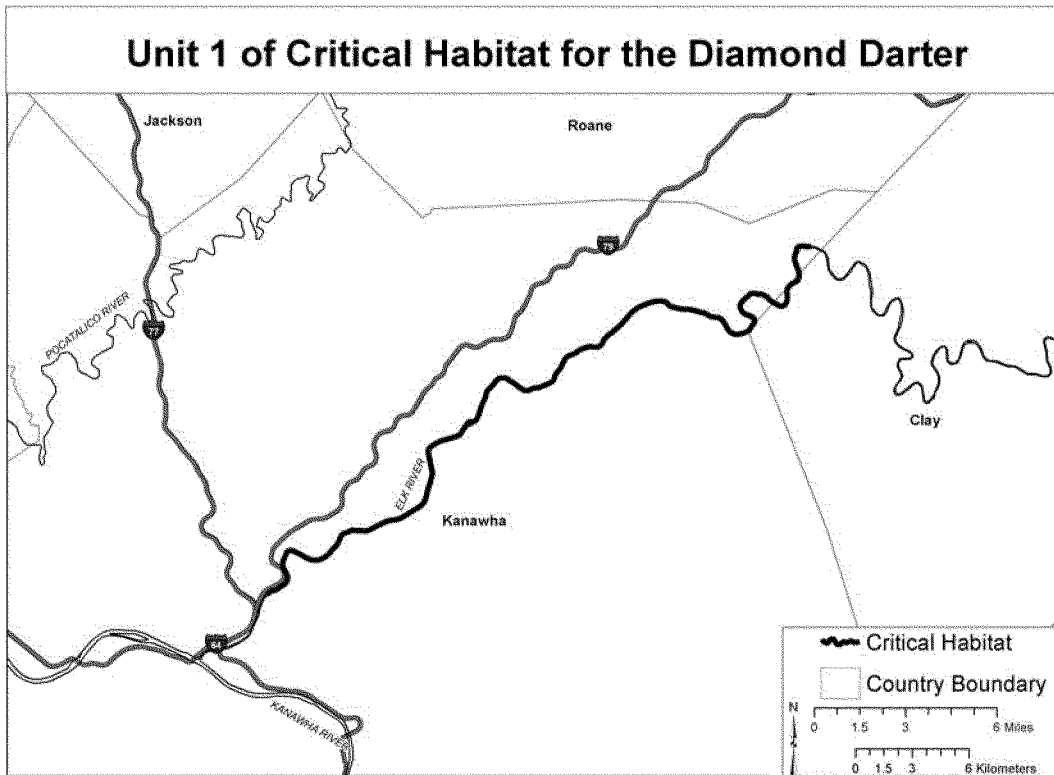 Unit 1 of Critical Habitat for the Diamond Darter
Jackson
Roane
79
POCATALICO RIVER
77
Clay
ELK RIVER
Kanawha
Critical Habitat
Country Boundary
KANAWHA RIVER
N
0 1.5 3 6 Miles
0 1.5 3 6 Kilometers